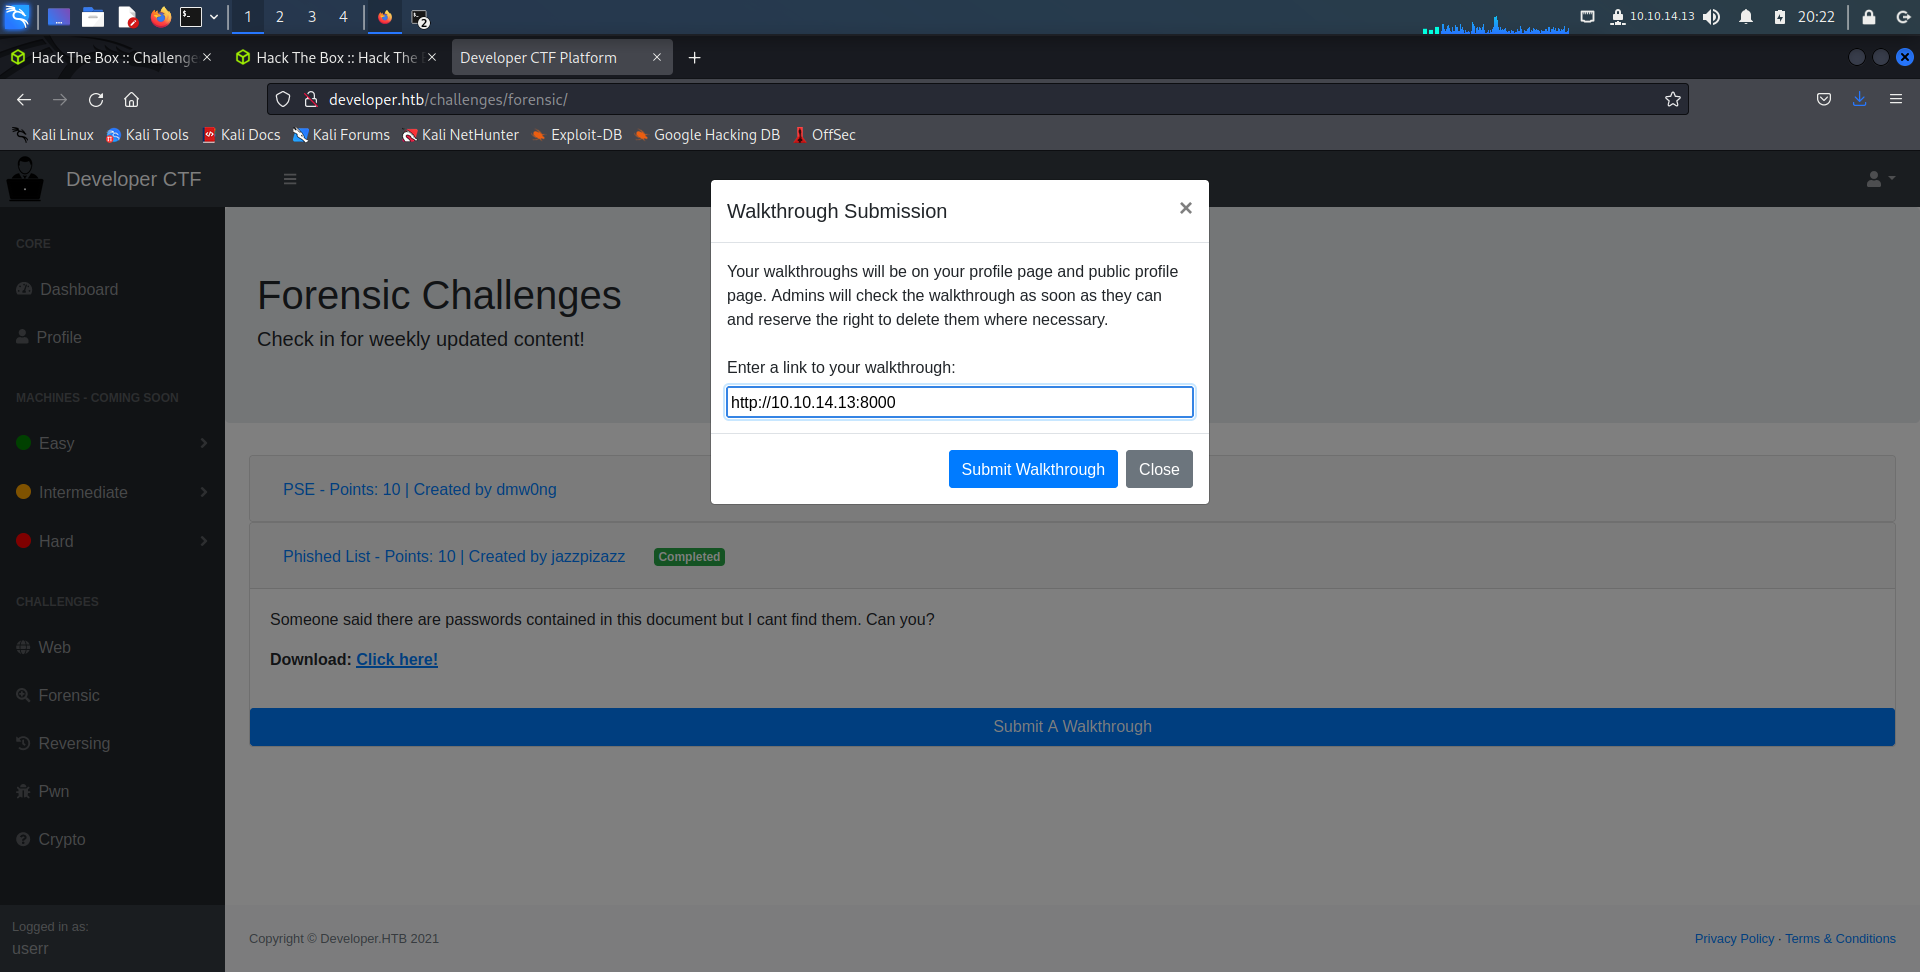 1 2 3 4 2 10.10.14.13 20:22
Hack The Box :: Challenge Hack The Box :: Hack The Developer CTF Platform
developer.htb/challenges/forensic/
Kali Linux Kali Tools Kali Docs Kali Forums Kali NetHunter Exploit-DB Google Hacking DB OffSec
Developer CTF
Walkthrough Submission
Your walkthroughs will be on your profile page and public profile
page. Admins will check the walkthrough as soon as they can
and reserve the right to delete them where necessary.
Enter a link to your walkthrough:
http://10.10.14.13:8000
Submit Walkthrough Close
CORE
Dashboard
Profile
MACHINES - COMING SOON
Easy
Intermediate
Hard
CHALLENGES
Web
Forensic
Reversing
Pwn
Crypto
Logged in as:
userr
Forensic Challenges
Check in for weekly updated content!
PSE - Points: 10 | Created by dmw0ng
Phished List - Points: 10 | Created by jazzpizazz Completed
Someone said there are passwords contained in this document but I cant find them. Can you?
Download: Click here!
Submit A Walkthrough
Copyright © Developer.HTB 2021
Privacy Policy · Terms & Conditions